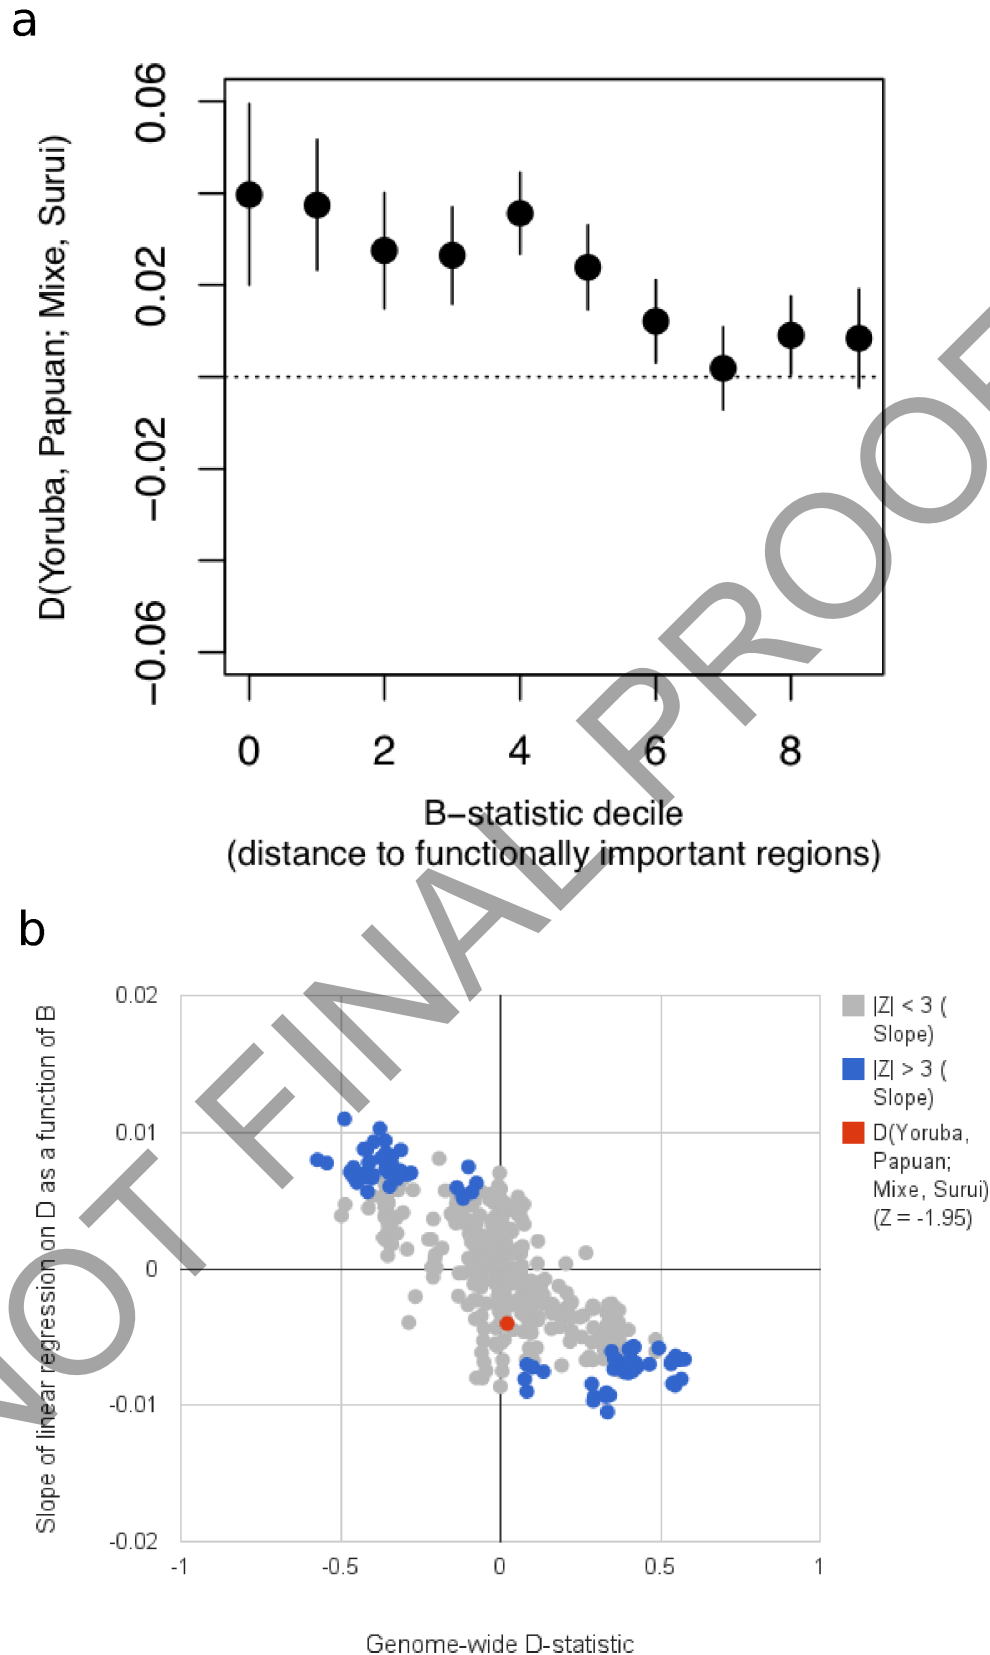 a
D(Yoruba, Papuan; Mixe, Surui)
0.06
0.02
−0.02
−0.06
0 2 4 6 8
B−statistic decile
(distance to functionally important regions)
b
Slope of linear regression on D as a function of B
0.02
0.01
0
-0.01
-0.02
-1 -0.5 0 0.5 1
Genome-wide D-statistic
|Z| < 3 (
Slope)
|Z| > 3 (
Slope)
D(Yoruba,
Papuan;
Mixe, Surui)
(Z = -1.95)
NOT FINAL PROOF